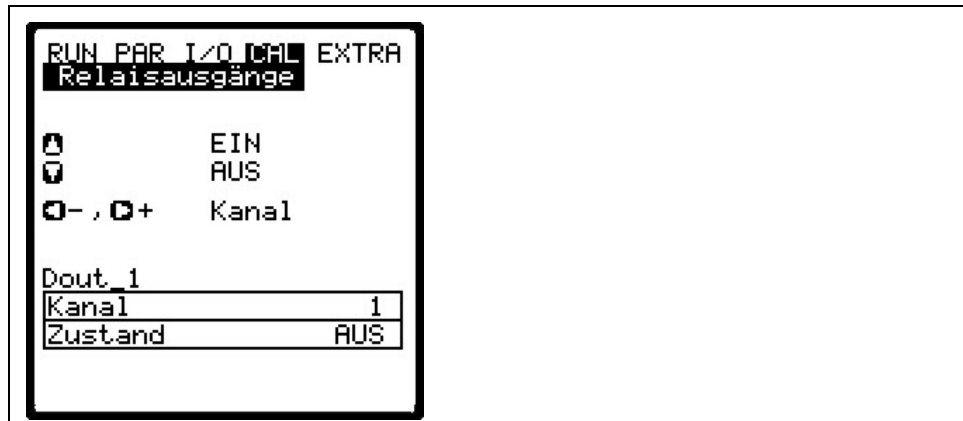 RUN PAR I/O CAL EXTRA
Relaisausgänge
EIN
AUS
- , + Kanal
Dout_1
Kanal 1
Zustand AUS